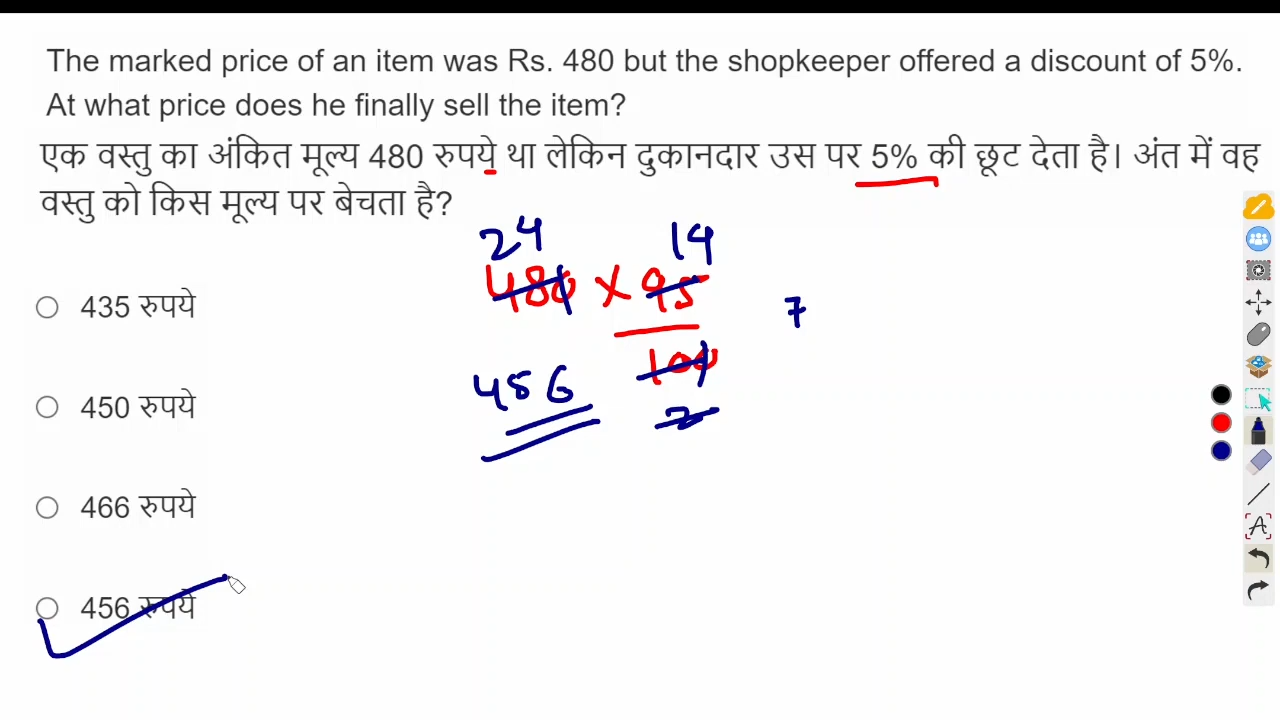 The marked price of an item was Rs. 480 but the shopkeeper offered a discount of 5%.
At what price does he finally sell the item?
एक वस्तु का अंकित मूल्य 480 रुपये था लेकिन दुकानदार उस पर 5% की छूट देता है। अंत में वह
वस्तु को किस मूल्य पर बेचता है?
24 19
480 × 95
7
100
456
2
435 रुपये
450 रुपये
466 रुपये
456 रुपये
A